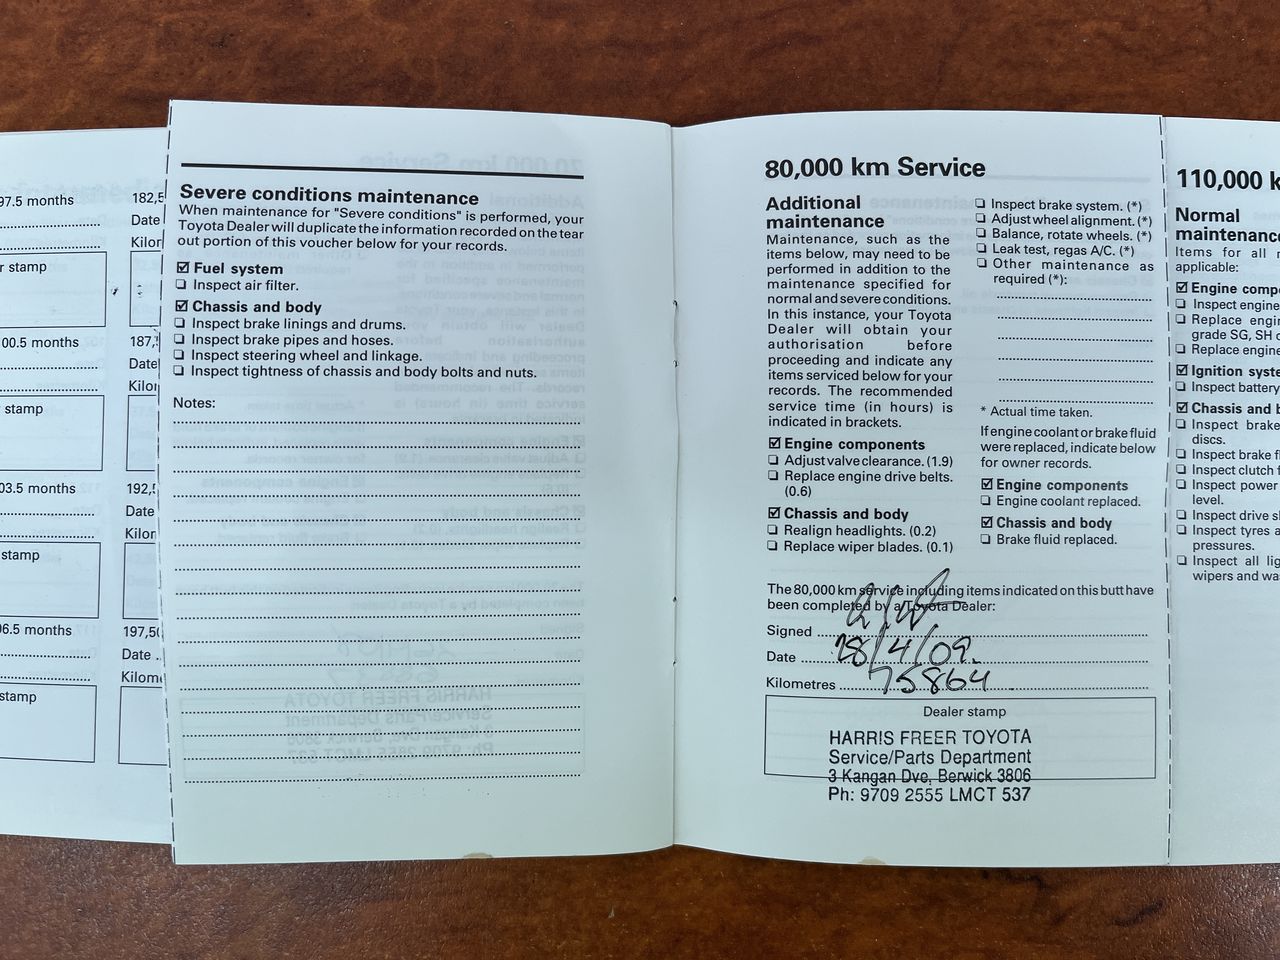 97.5 months
stamp
00.5 months
stamp
03.5 months
stamp
06.5 months
stamp
182,5
Date
Kilor
187,
Date
Kilor
192,
Date
Kilon
197,50
Date
Kilome
Severe conditions maintenance
When maintenance for "Severe conditions" is performed, your
Toyota Dealer will duplicate the information recorded on the tear
out portion of this voucher below for your records.
☑ Fuel system
❏ Inspect air filter.
☑ Chassis and body
❏ Inspect brake linings and drums.
❏ Inspect brake pipes and hoses.
❏ Inspect steering wheel and linkage.
❏ Inspect tightness of chassis and body bolts and nuts.
Notes:
80,000 km Service
Additional
maintenance
Maintenance, such as the
items below, may need to be
performed in addition to the
maintenance specified for
normal and severe conditions.
In this instance, your Toyota
Dealer will obtain your
authorisation before
proceeding and indicate any
items serviced below for your
records. The recommended
service time (in hours) is
indicated in brackets.
☑ Engine components
❏ Adjust valve clearance. (1.9)
❏ Replace engine drive belts.
(0.6)
☑ Chassis and body
❏ Realign headlights. (0.2)
❏ Replace wiper blades. (0.1)
❏ Inspect brake system. (*)
❏ Adjust wheel alignment. (*)
❏ Balance, rotate wheels. (*)
❏ Leak test, regas A/C. (*)
❏ Other maintenance as
required (*):
* Actual time taken.
If engine coolant or brake fluid
were replaced, indicate below
for owner records.
☑ Engine components
❏ Engine coolant replaced.
☑ Chassis and body
❏ Brake fluid replaced.
The 80,000 km service including items indicated on this butt have
been completed by a Toyota Dealer:
Signed
Date 28/4/09.
Kilometres 75864
Dealer stamp
HARRIS FREER TOYOTA
Service/Parts Department
3 Kangan Dve, Berwick 3806
Ph: 9709 2555 LMCT 537
110,000 k
Normal
maintenance
Items for all
applicable:
☑ Engine compo
❏ Inspect engine
❏ Replace engin
grade SG, SH
❏ Replace engine
☑ Ignition syste
❏ Inspect battery
☑ Chassis and b
❏ Inspect brake
discs.
❏ Inspect brake fl
❏ Inspect clutch f
❏ Inspect power
level.
❏ Inspect drive s
❏ Inspect tyres a
pressures.
❏ Inspect all lig
wipers and wa